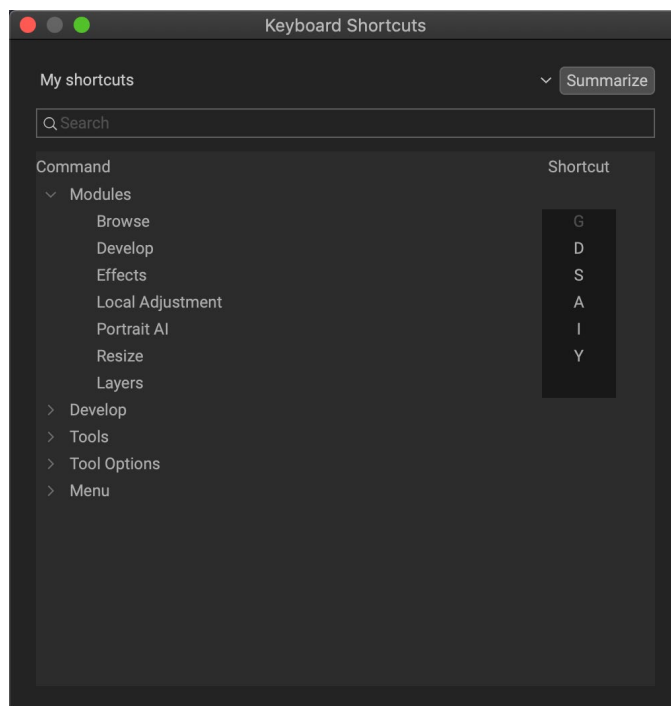 Keyboard Shortcuts
My shortcuts Summarize
Search
Command Shortcut
Modules
Browse G
Develop D
Effects S
Local Adjustment A
Portrait AI I
Resize Y
Layers
Develop
Tools
Tool Options
Menu